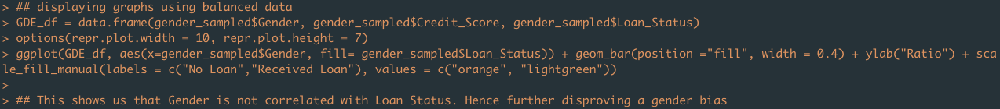 > ## displaying graphs using balanced data
> GDE_df = data.frame(gender_sampled$Gender, gender_sampled$Credit_Score, gender_sampled$Loan_Status)
> options(repr.plot.width = 10, repr.plot.height = 7)
> ggplot(GDE_df, aes(x=gender_sampled$Gender, fill= gender_sampled$Loan_Status)) + geom_bar(position ="fill", width = 0.4) + ylab("Ratio") + sca
le_fill_manual(labels = c("No Loan","Received Loan"), values = c("orange", "lightgreen"))
>
> ## This shows us that Gender is not correlated with Loan Status. Hence further disproving a gender bias